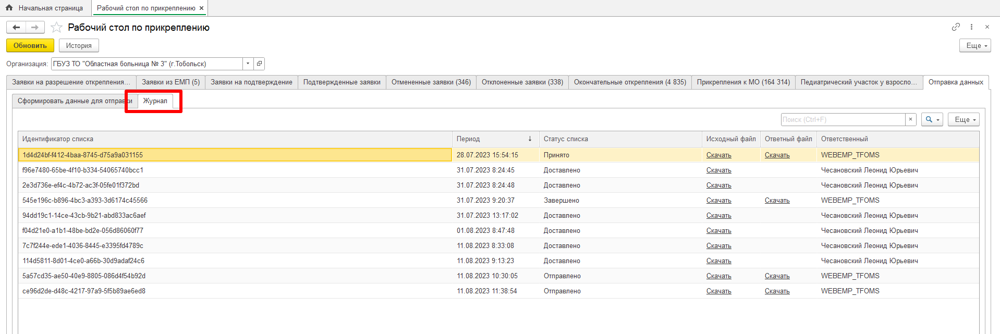 Начальная страница Рабочий стол по прикреплению ×
Рабочий стол по прикреплению
Обновить История Еще
Организация: ГБУЗ ТО "Областная больница № 3" (г.Тобольск)
Заявки на разрешение открепления... Заявки из ЕМП (5) Заявки на подтверждение Подтвержденные заявки Отмененные заявки (346) Отклоненные заявки (338) Окончательные открепления (4 835) Прикрепления к МО (164 314) Педиатрический участок у взросло... Отправка данных
Сформировать данные для отправки Журнал
Поиск (Ctrl+F) × Еще
Идентификатор списка Период ↓ Статус списка Исходный файл Ответный файл Ответственный
1d4d24bf-f412-4baa-8745-d75a9a031155 28.07.2023 15:54:15 Принято Скачать Скачать WEBEMP_TFOMS
f96e7480-65be-4f10-b334-54065740bcc1 31.07.2023 8:24:45 Доставлено Скачать Чесановский Леонид Юрьевич
2e3d736e-ef4c-4b72-ac3f-05fe01f372bd 31.07.2023 8:24:48 Доставлено Скачать Чесановский Леонид Юрьевич
545e196c-b896-4bc3-a393-3d6174c45566 31.07.2023 9:20:37 Завершено Скачать Скачать WEBEMP_TFOMS
94dd19c1-14ce-43cb-9b21-abd833ac6aef 31.07.2023 13:17:02 Доставлено Скачать Чесановский Леонид Юрьевич
f04d21e0-a1b1-48be-bd2e-056d86060f77 01.08.2023 8:47:48 Доставлено Скачать Чесановский Леонид Юрьевич
7c7f244e-ede1-4036-8445-e3395fd4789c 11.08.2023 8:33:08 Доставлено Скачать Чесановский Леонид Юрьевич
114d5811-8d01-4ce0-a66b-30d9adaf24c6 11.08.2023 9:13:23 Доставлено Скачать Чесановский Леонид Юрьевич
5a57cd35-ae50-40e9-8805-086d4f54b92d 11.08.2023 10:30:05 Отправлено Скачать Скачать WEBEMP_TFOMS
ce96d2de-d48c-4217-97a9-5f5b89ae6ed8 11.08.2023 11:38:54 Отправлено Скачать Скачать WEBEMP_TFOMS